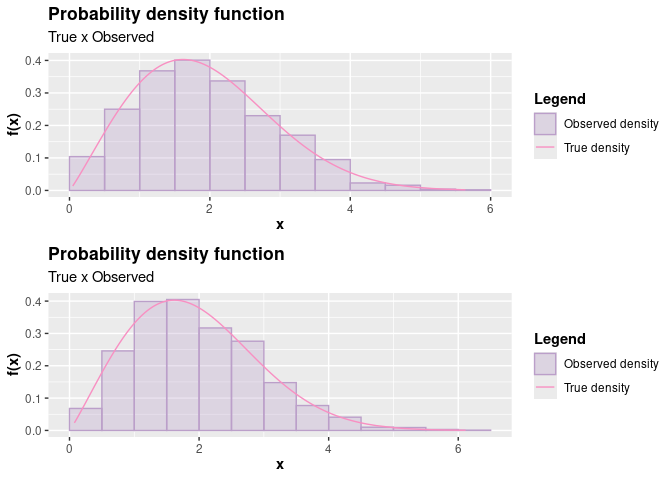 Probability density function
True x Observed
f(x)
0.4
0.3
0.2
0.1
0.0
0 2 4 6
x
Legend
Observed density
True density
Probability density function
True x Observed
f(x)
0.4
0.3
0.2
0.1
0.0
0 2 4 6
x
Legend
Observed density
True density